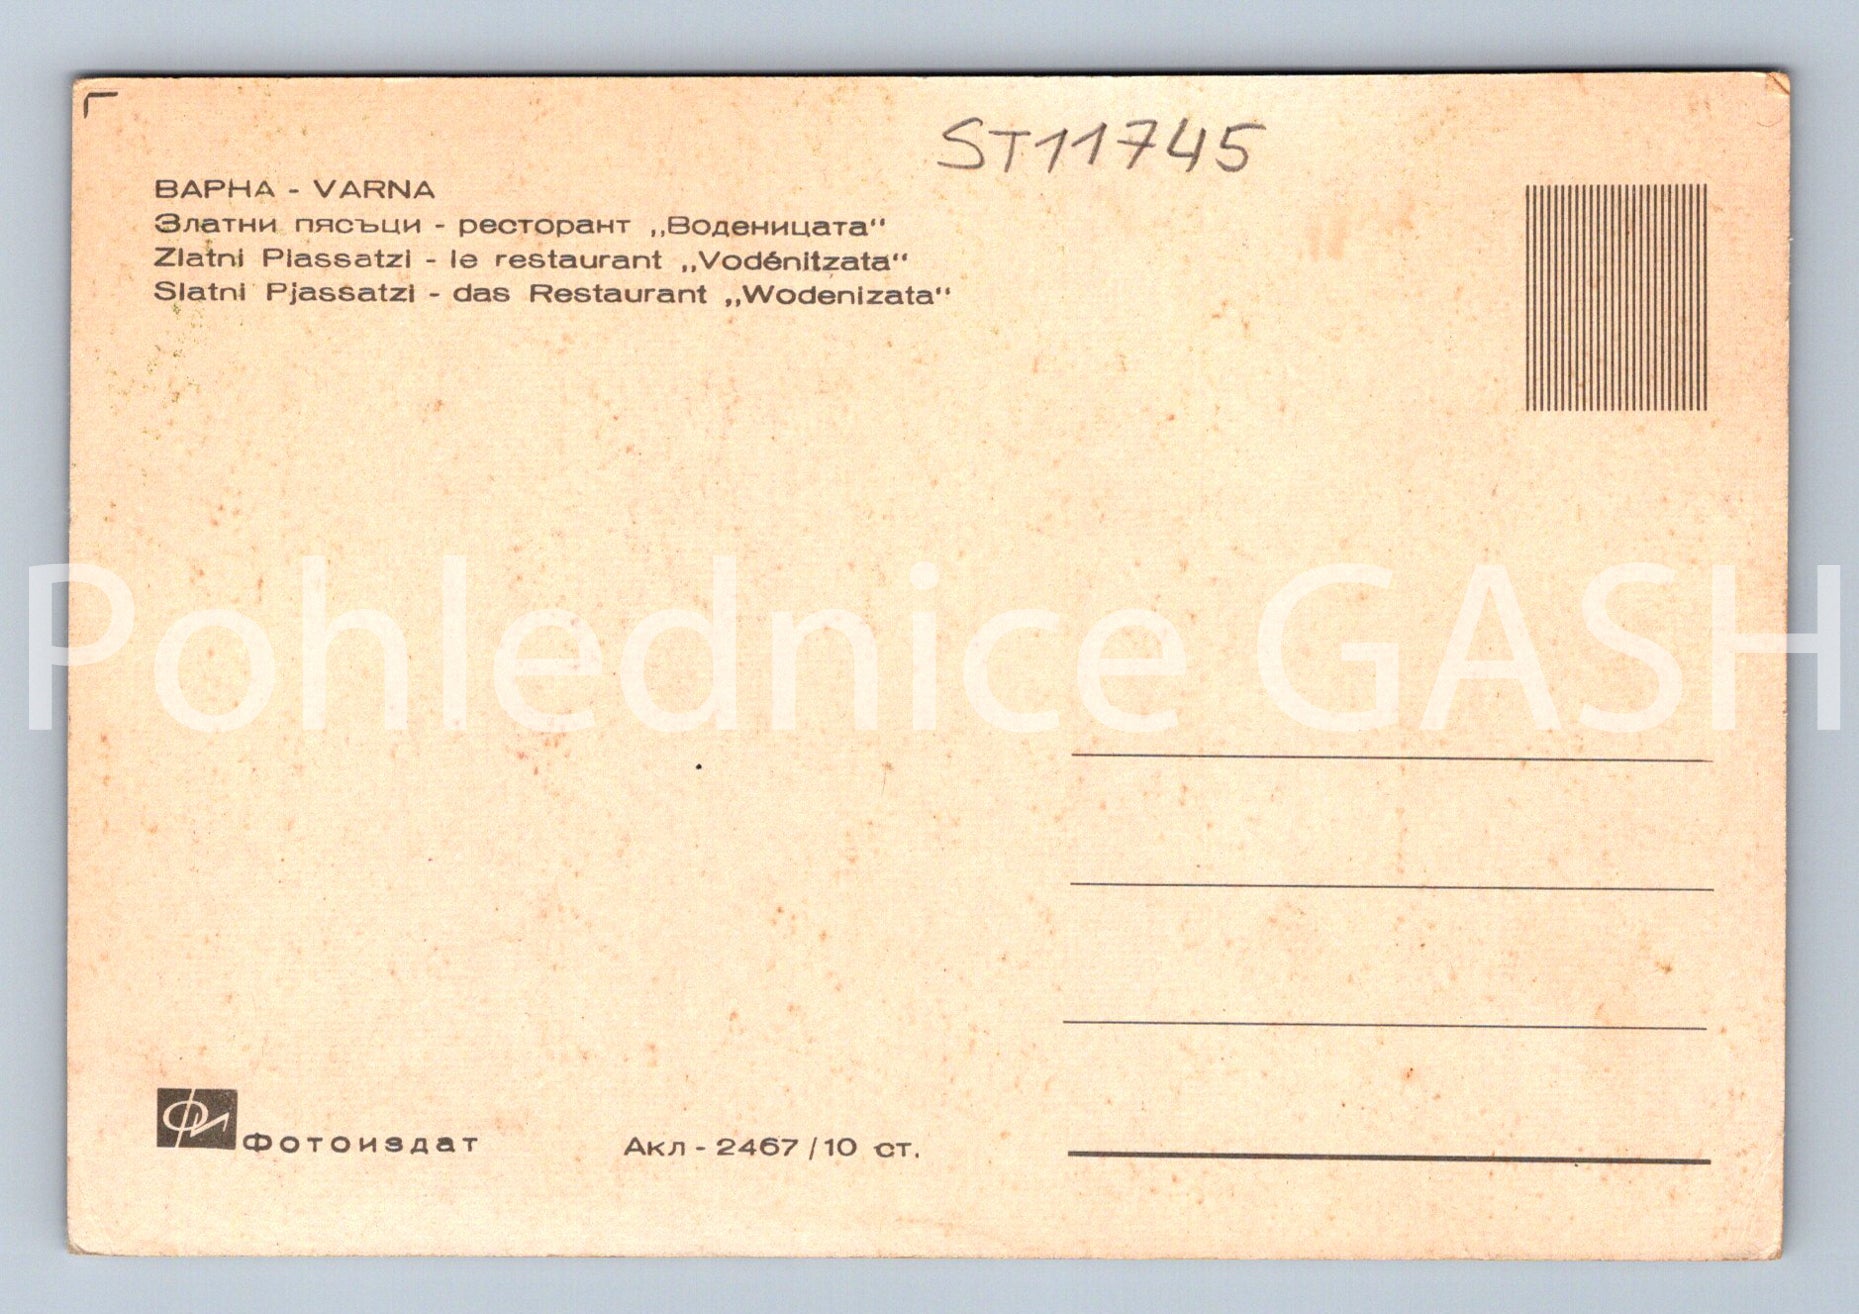 ST11745
ВАРНА - VARNA
Златни пясъци - ресторант „Воденицата“
Zlatni Piassatzi - le restaurant „Vodénitzata“
Slatni Pjassatzi - das Restaurant „Wodenizata“
Pohlednice GASH
ФИ Фотоиздат
Акл - 2467 / 10 ст.